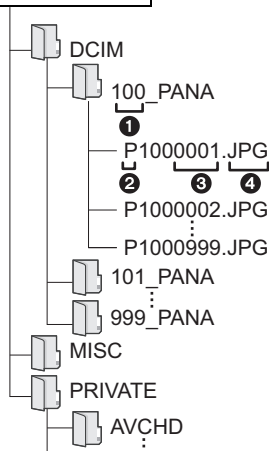 DCIM
100_PANA
❶
P1000001.JPG
❷ ❸ ❹
P1000002.JPG
P1000999.JPG
101_PANA
999_PANA
MISC
PRIVATE
AVCHD